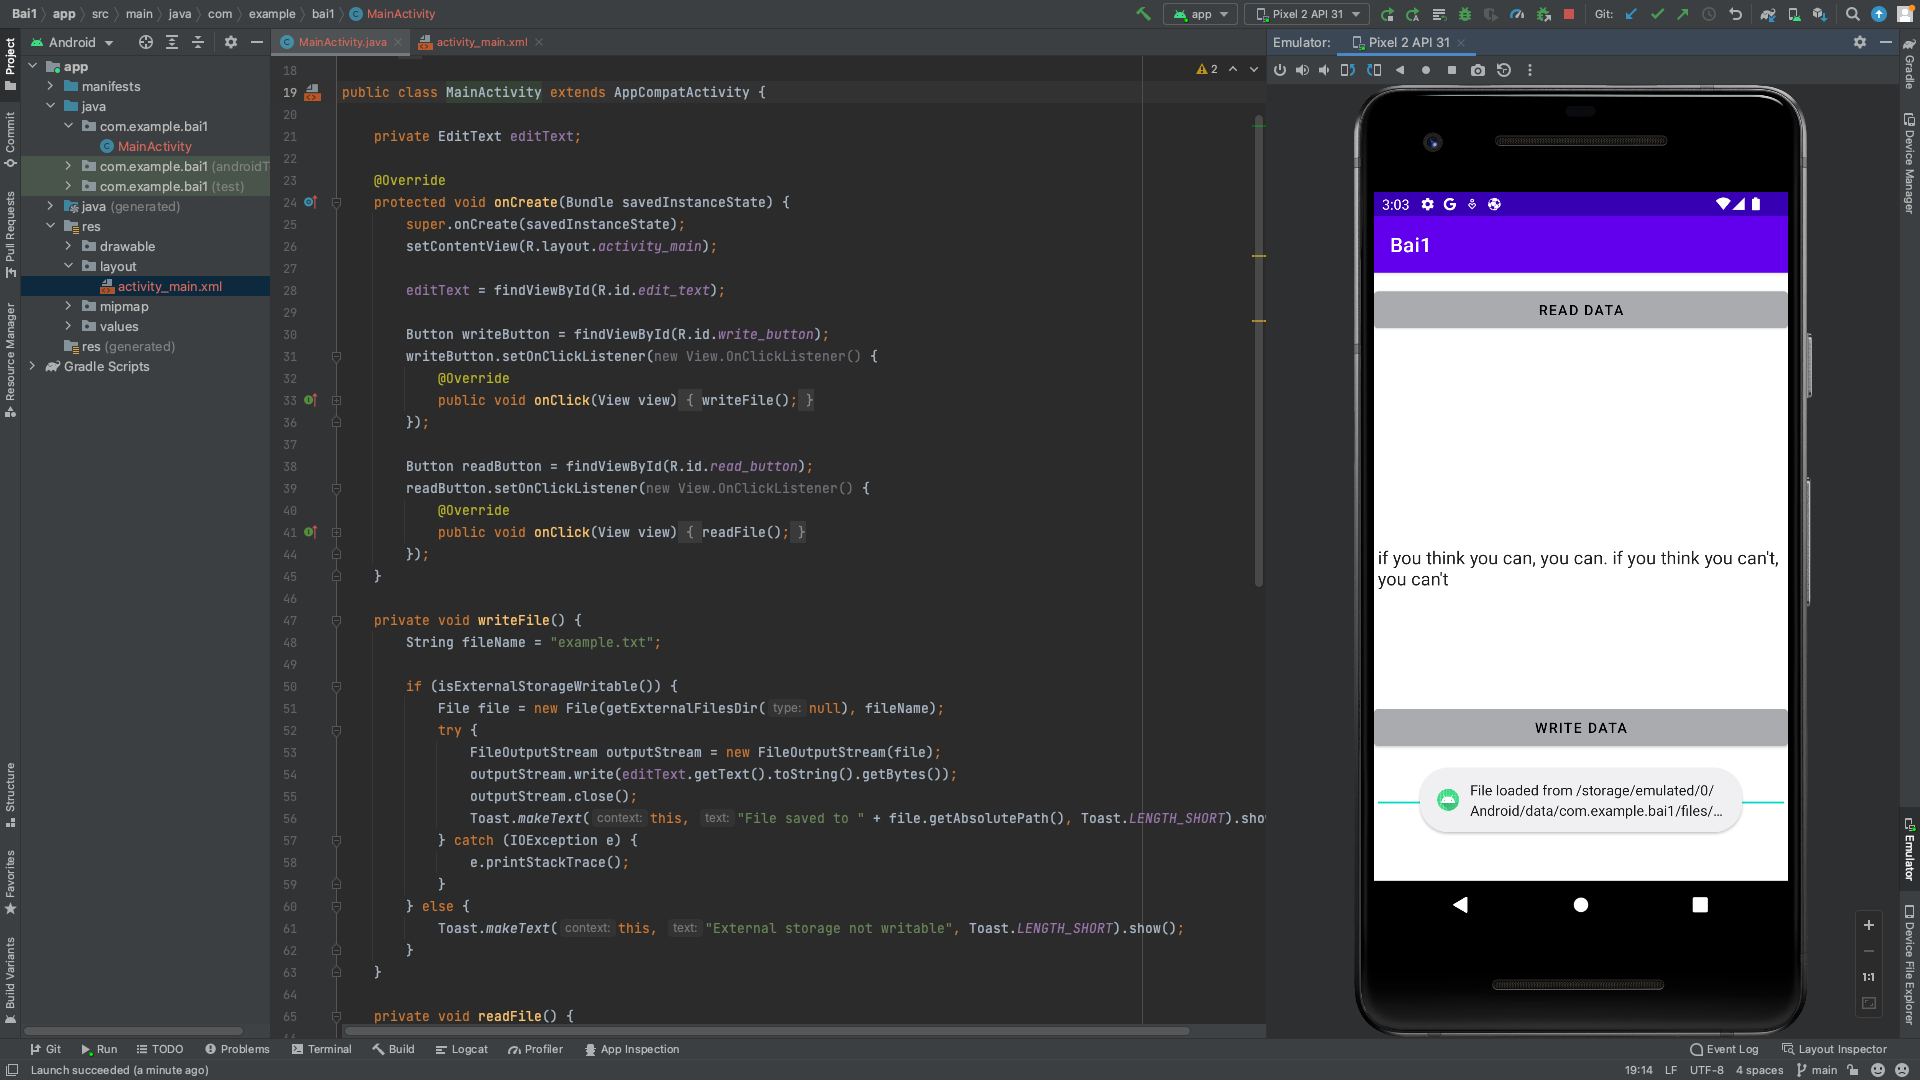 Bai1 app src main java com example bai1 MainActivity
app Pixel 2 API 31 Git:
Android
MainActivity.java activity_main.xml
Emulator: Pixel 2 API 31
Project
Commit
Pull Requests
Resource Manager
Structure
Favorites
Build Variants
app
manifests
java
com.example.bai1
MainActivity
com.example.bai1 (androidT
com.example.bai1 (test)
java (generated)
res
drawable
layout
activity_main.xml
mipmap
values
res (generated)
Gradle Scripts
2
18
19 public class MainActivity extends AppCompatActivity {
20
21 private EditText editText;
22
23 @Override
24 protected void onCreate(Bundle savedInstanceState) {
25 super.onCreate(savedInstanceState);
26 setContentView(R.layout.activity_main);
27
28 editText = findViewById(R.id.edit_text);
29
30 Button writeButton = findViewById(R.id.write_button);
31 writeButton.setOnClickListener(new View.OnClickListener() {
32 @Override
33 public void onClick(View view) { writeFile(); }
36 });
37
38 Button readButton = findViewById(R.id.read_button);
39 readButton.setOnClickListener(new View.OnClickListener() {
40 @Override
41 public void onClick(View view) { readFile(); }
44 });
45 }
46
47 private void writeFile() {
48 String fileName = "example.txt";
49
50 if (isExternalStorageWritable()) {
51 File file = new File(getExternalFilesDir( type: null), fileName);
52 try {
53 FileOutputStream outputStream = new FileOutputStream(file);
54 outputStream.write(editText.getText().toString().getBytes());
55 outputStream.close();
56 Toast.makeText( context: this, text: "File saved to " + file.getAbsolutePath(), Toast.LENGTH_SHORT).show
57 } catch (IOException e) {
58 e.printStackTrace();
59 }
60 } else {
61 Toast.makeText( context: this, text: "External storage not writable", Toast.LENGTH_SHORT).show();
62 }
63 }
64
65 private void readFile() {
3:03
Bai1
READ DATA
if you think you can, you can. if you think you can't,
you can't
WRITE DATA
File loaded from /storage/emulated/0/
Android/data/com.example.bai1/files/...
1:1
Gradle
Device Manager
Emulator
Device File Explorer
Git Run TODO Problems Terminal Build Logcat Profiler App Inspection
Event Log Layout Inspector
Launch succeeded (a minute ago)
19:14 LF UTF-8 4 spaces main